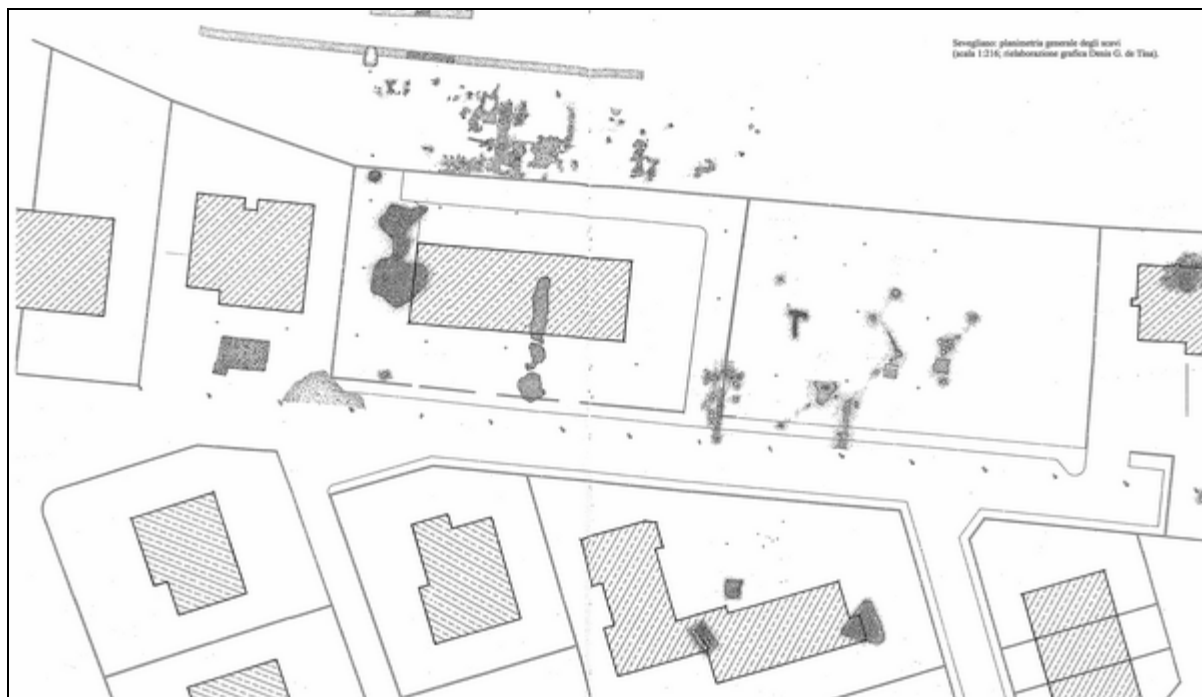 Sevegliano: planimetria generale degli scavi
(scala 1:216; rielaborazione grafica Denis G. de Tina).